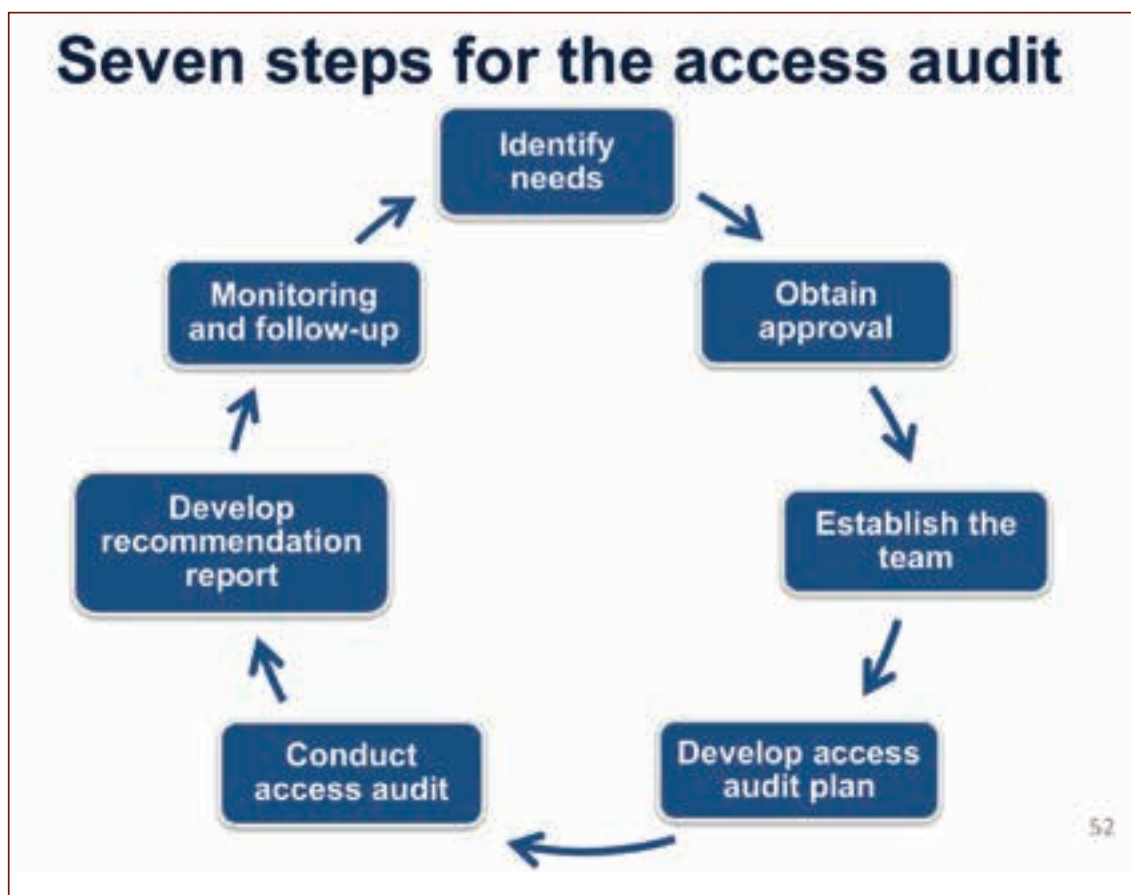 Seven steps for the access audit
Identify
needs
Obtain
approval
Establish the
team
Develop access
audit plan
Conduct
access audit
Develop
recommendation
report
Monitoring
and follow-up
52